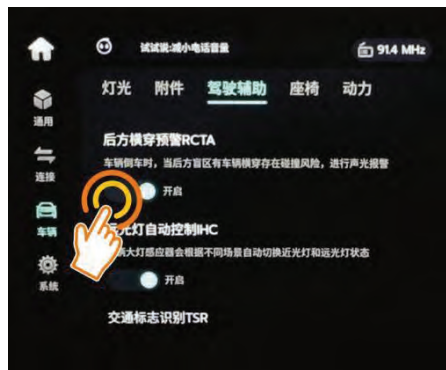 试试说:减小电话音量
91.4 MHz
灯光 附件 驾驶辅助 座椅 动力
通用
连接
车辆
系统
后方横穿预警RCTA
车辆倒车时，当后方盲区有车辆横穿存在碰撞风险，进行声光报警
开启
远光灯自动控制IHC
大灯感应器会根据不同场景自动切换近光灯和远光灯状态
开启
交通标志识别TSR